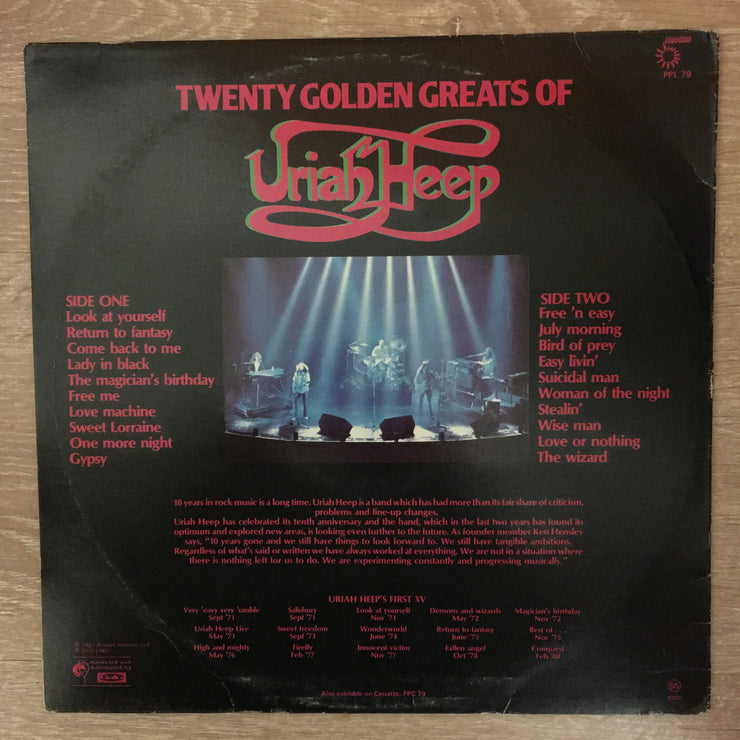 PPL 79
TWENTY GOLDEN GREATS OF
Uriah Heep
SIDE ONE
Look at yourself
Return to fantasy
Come back to me
Lady in black
The magician's birthday
Free me
Love machine
Sweet Lorraine
One more night
Gypsy
SIDE TWO
Free 'n easy
July morning
Bird of prey
Easy livin'
Suicidal man
Woman of the night
Stealin'
Wise man
Love or nothing
The wizard
10 years in rock music is a long time. Uriah Heep is a band which has had more than its fair share of criticism,
problems and line-up changes.
Uriah Heep has celebrated its tenth anniversary and the band, which in the last two years has found its
optimum and explored new areas, is looking even further to the future. As founder member Ken Hensley
says, "10 years gone and we still have things to look forward to. We still have tangible ambitions.
Regardless of what's said or written we have always worked at everything. We are not in a situation where
there is nothing left for us to do. We are experimenting constantly and progressing musically."
URIAH HEEP'S FIRST XV
Very 'eavy very 'umble
Sept '71
Salisbury
Sept '71
Look at yourself
Nov '71
Demons and wizards
May '72
Magician's birthday
Nov '72
Uriah Heep Live
May '73
Sweet freedom
Sept '73
Wonderworld
June '74
Return to fantasy
June '75
Best of ...
Nov '75
High and mighty
May '76
Firefly
Feb '77
Innocent victim
Nov '77
Fallen angel
Oct '78
Conquest
Feb '80
marketed and
distributed by
Also available on Cassette. PPC 79